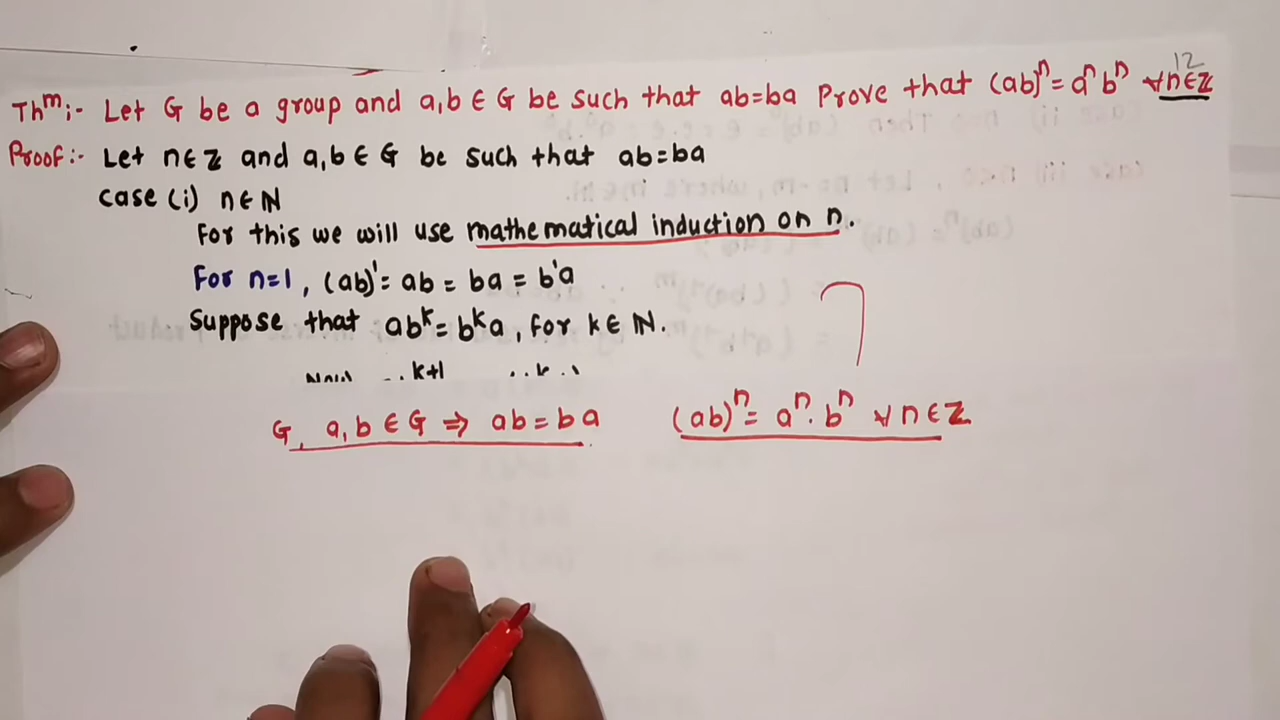 12
Thm:- Let G be a group and a,b ∈ G be such that ab=ba Prove that (ab)ⁿ = aⁿbⁿ ∀n∈ℤ
Proof:- Let n∈ℤ and a,b ∈ G be such that ab=ba
case (i) n∈ℕ
For this we will use mathematical induction on n.
For n=1, (ab)¹= ab = ba = b¹a
Suppose that abᵏ = bᵏa, for k∈ℕ.
G, a,b ∈ G ⇒ ab = ba (ab)ⁿ = aⁿ·bⁿ ∀n∈ℤ